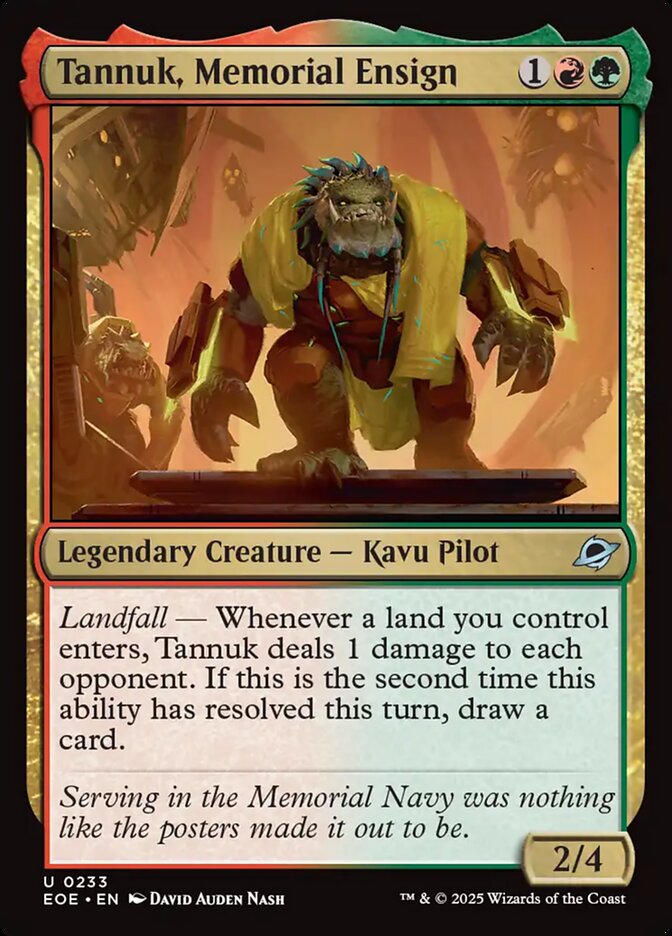 Tannuk, Memorial Ensign 1
Legendary Creature — Kavu Pilot
Landfall — Whenever a land you control
enters, Tannuk deals 1 damage to each
opponent. If this is the second time this
ability has resolved this turn, draw a
card.
Serving in the Memorial Navy was nothing
like the posters made it out to be.
2/4
U 0233
EOE • EN David Auden Nash
™ & © 2025 Wizards of the Coast